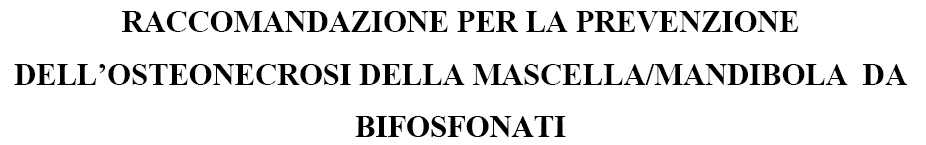 RACCOMANDAZIONE PER LA PREVENZIONE
DELL’OSTEONECROSI DELLA MASCELLA/MANDIBOLA DA
BIFOSFONATI